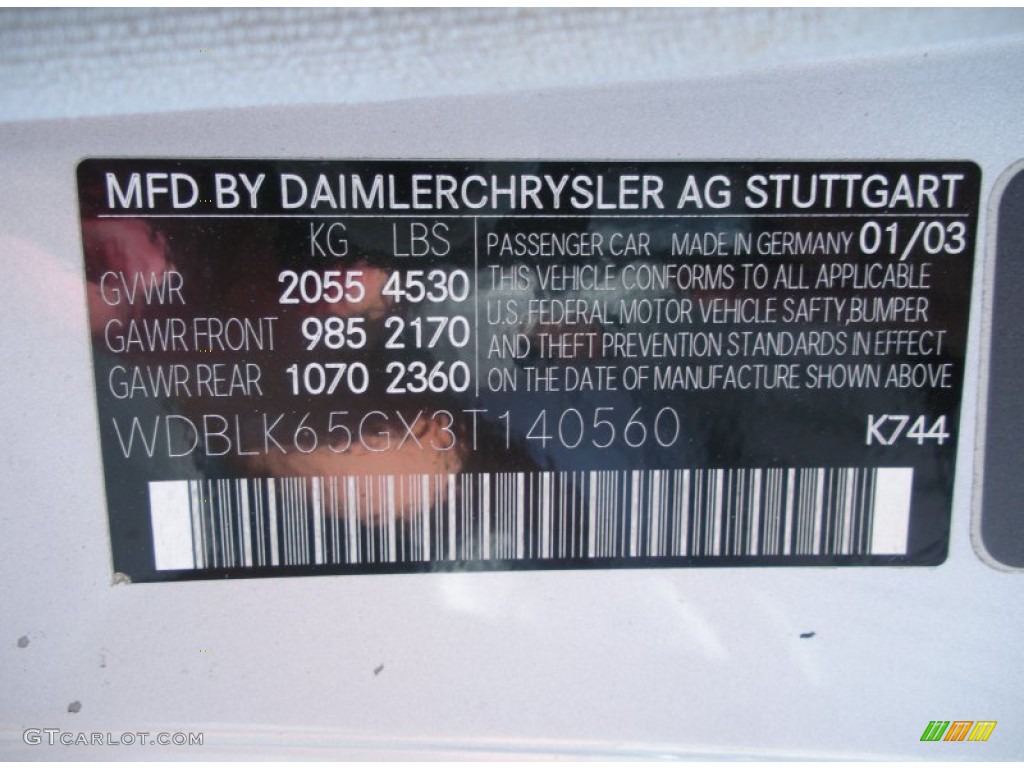 MFD BY DAIMLERCHRYSLER AG STUTTGART
KG LBS
GVWR 2055 4530
GAWR FRONT 985 2170
GAWR REAR 1070 2360
PASSENGER CAR MADE IN GERMANY 01/03
THIS VEHICLE CONFORMS TO ALL APPLICABLE
U.S. FEDERAL MOTOR VEHICLE SAFTY,BUMPER
AND THEFT PREVENTION STANDARDS IN EFFECT
ON THE DATE OF MANUFACTURE SHOWN ABOVE
WDBLK65GX3T140560 K744
GTCARLOT.COM